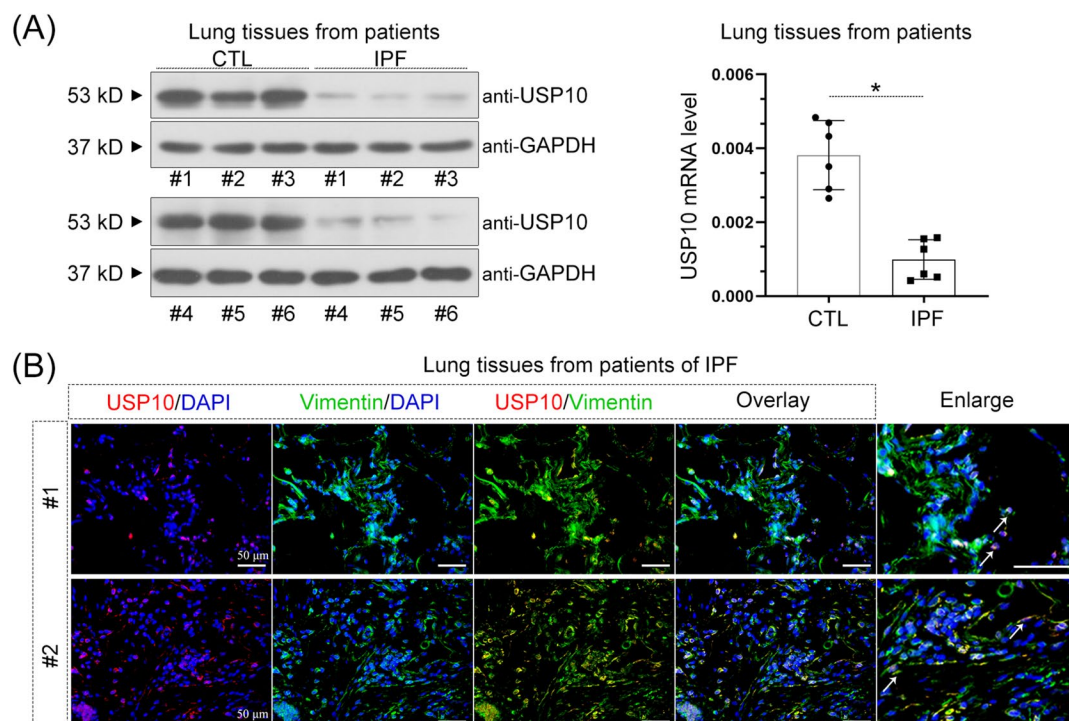 (A)
Lung tissues from patients
CTL IPF
53 kD ► anti-USP10
37 kD ► anti-GAPDH
#1 #2 #3 #1 #2 #3
53 kD ► anti-USP10
37 kD ► anti-GAPDH
#4 #5 #6 #4 #5 #6
Lung tissues from patients
USP10 mRNA level
0.006
0.004
0.002
0.000
*
CTL IPF
(B)
Lung tissues from patients of IPF
USP10/DAPI Vimentin/DAPI USP10/Vimentin Overlay Enlarge
#1
50 μm
#2
50 μm